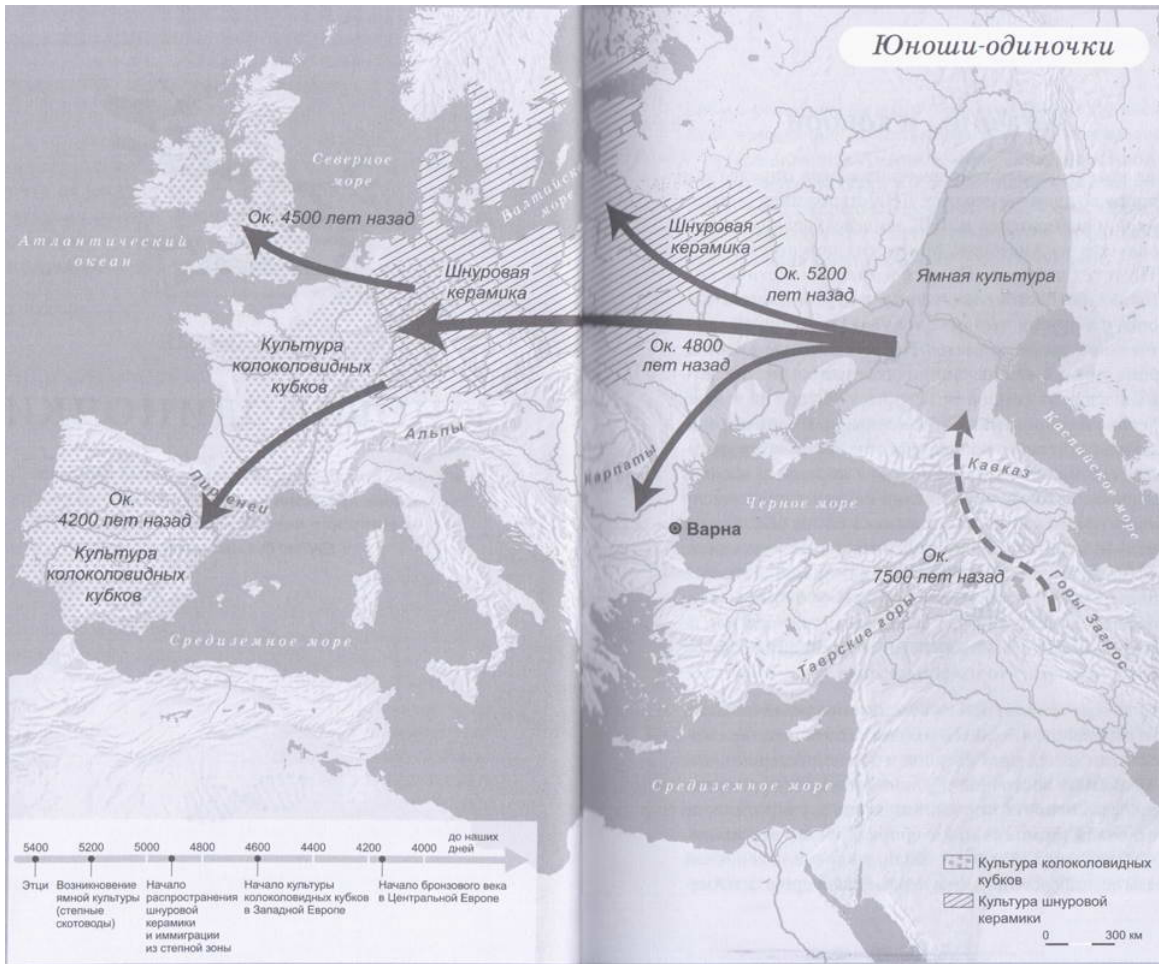 Юноши-одиночки
Северное
море
Балтийское
море
Атлантический
океан
Ок. 4500 лет назад
Шнуровая
керамика
Шнуровая
керамика
Ок. 5200
лет назад
Ямная культура
Ок. 4800
лет назад
Культура
колоколовидных
кубков
Альпы
Карпаты
Пиренеи
Каспийское море
Кавказ
Черное море
Варна
Ок.
4200 лет назад
Культура
колоколовидных
кубков
Ок.
7500 лет назад
Горы Загрос
Таврские горы
Средиземное море
Средиземное море
до наших
дней
5400 5200 5000 4800 4600 4400 4200 4000
Этци
Возникновение
ямной культуры
(степные
скотоводы)
Начало
распространения
шнуровой
керамики
и иммиграции
из степной зоны
Начало культуры
колоколовидных кубков
в Западной Европе
Начало бронзового века
в Центральной Европе
Культура колоколовидных
кубков
Культура шнуровой
керамики
0 300 км